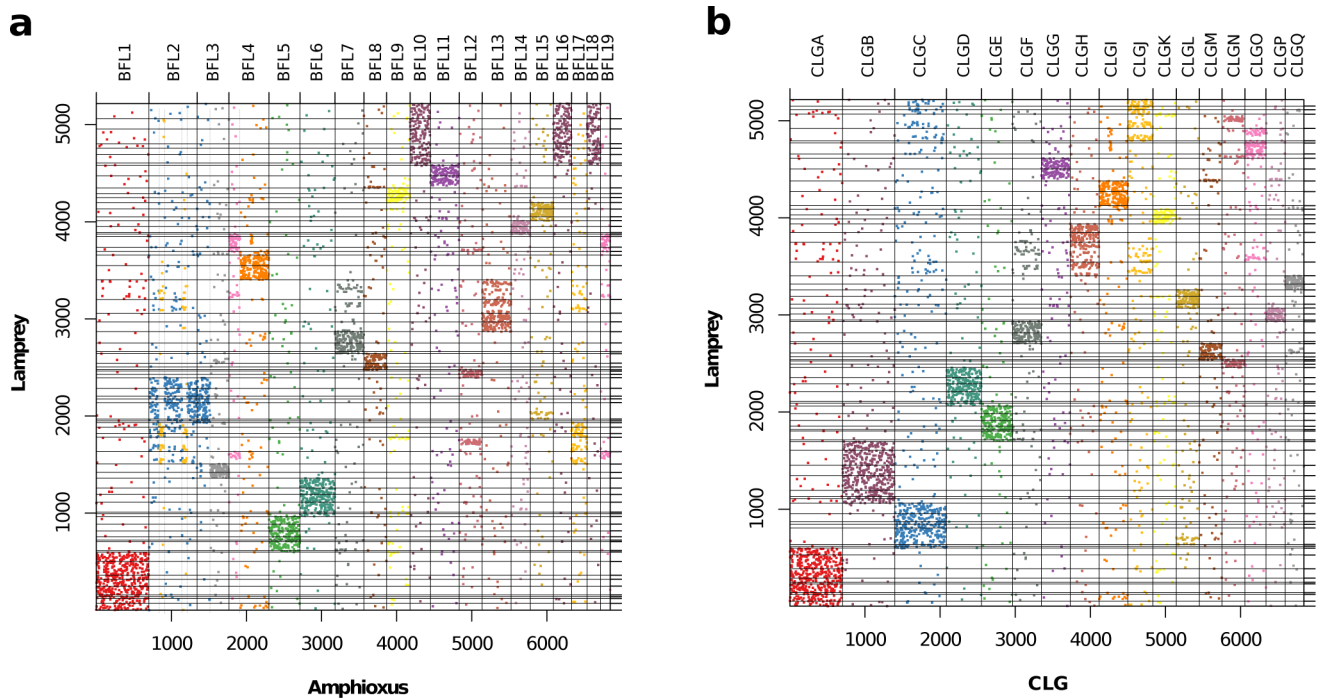 a
BFL1
BFL2
BFL3
BFL4
BFL5
BFL6
BFL7
BFL8
BFL9
BFL10
BFL11
BFL12
BFL13
BFL14
BFL15
BFL16
BFL17
BFL18
BFL19
5000
4000
3000
2000
1000
Lamprey
1000 2000 3000 4000 5000 6000
Amphioxus
b
CLGA
CLGB
CLGC
CLGD
CLGE
CLGF
CLGG
CLGH
CLGI
CLGJ
CLGK
CLGL
CLGM
CLGN
CLGO
CLGP
CLGQ
5000
4000
3000
2000
1000
Lamprey
1000 2000 3000 4000 5000 6000
CLG